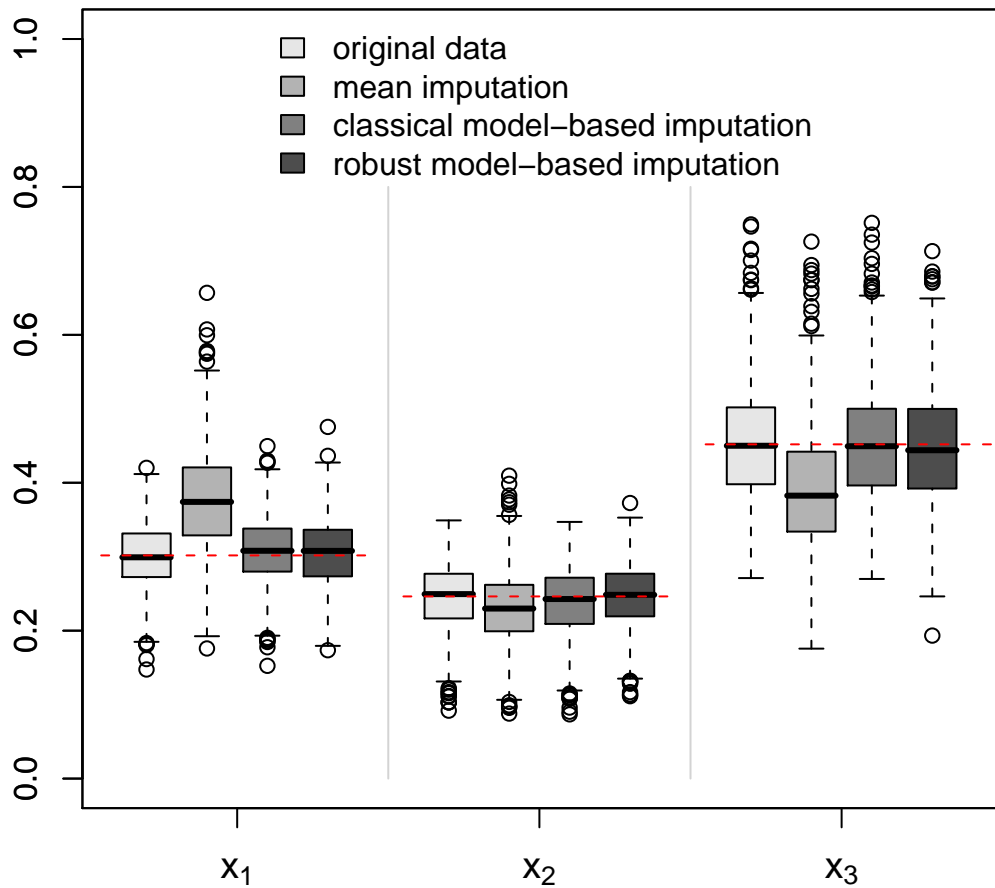 original data
mean imputation
classical model−based imputation
robust model−based imputation
1.0
0.8
0.6
0.4
0.2
0.0
x₁ x₂ x₃